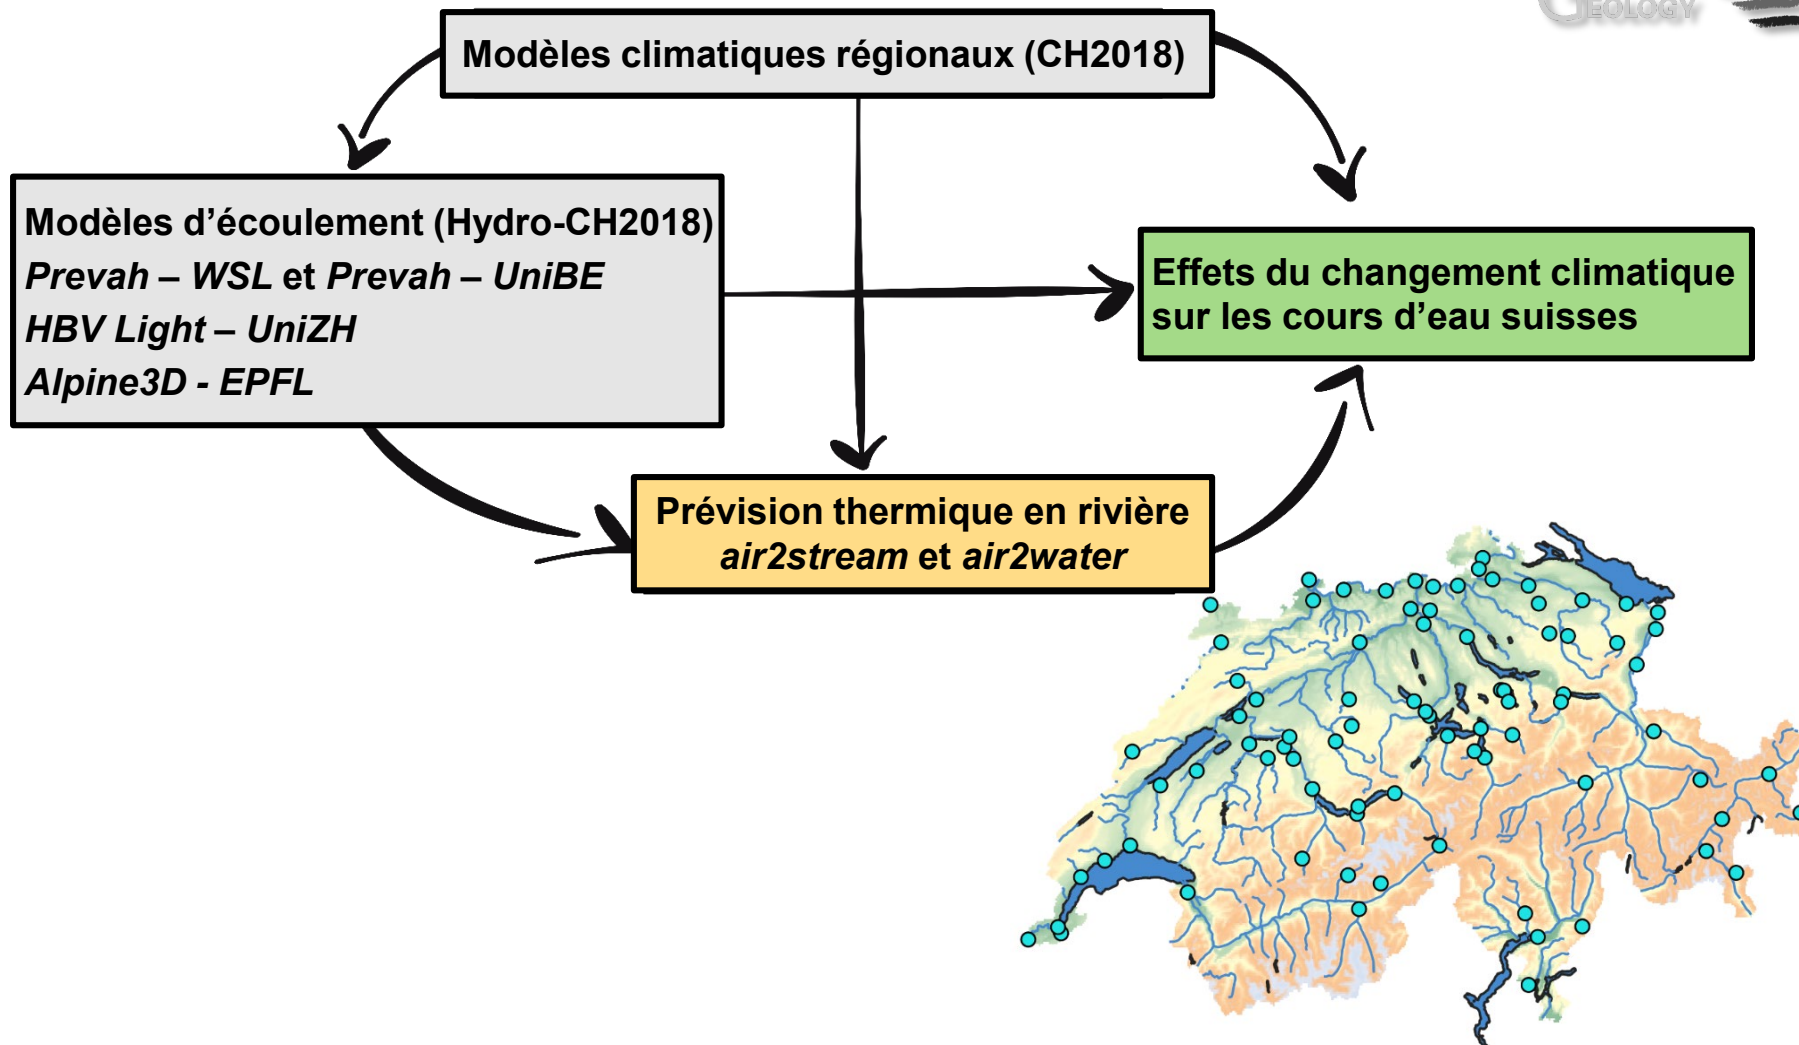 GEOLOGY
Modèles climatiques régionaux (CH2018)
Modèles d’écoulement (Hydro-CH2018)
Prevah – WSL et Prevah – UniBE
HBV Light – UniZH
Alpine3D - EPFL
Effets du changement climatique
sur les cours d’eau suisses
Prévision thermique en rivière
air2stream et air2water